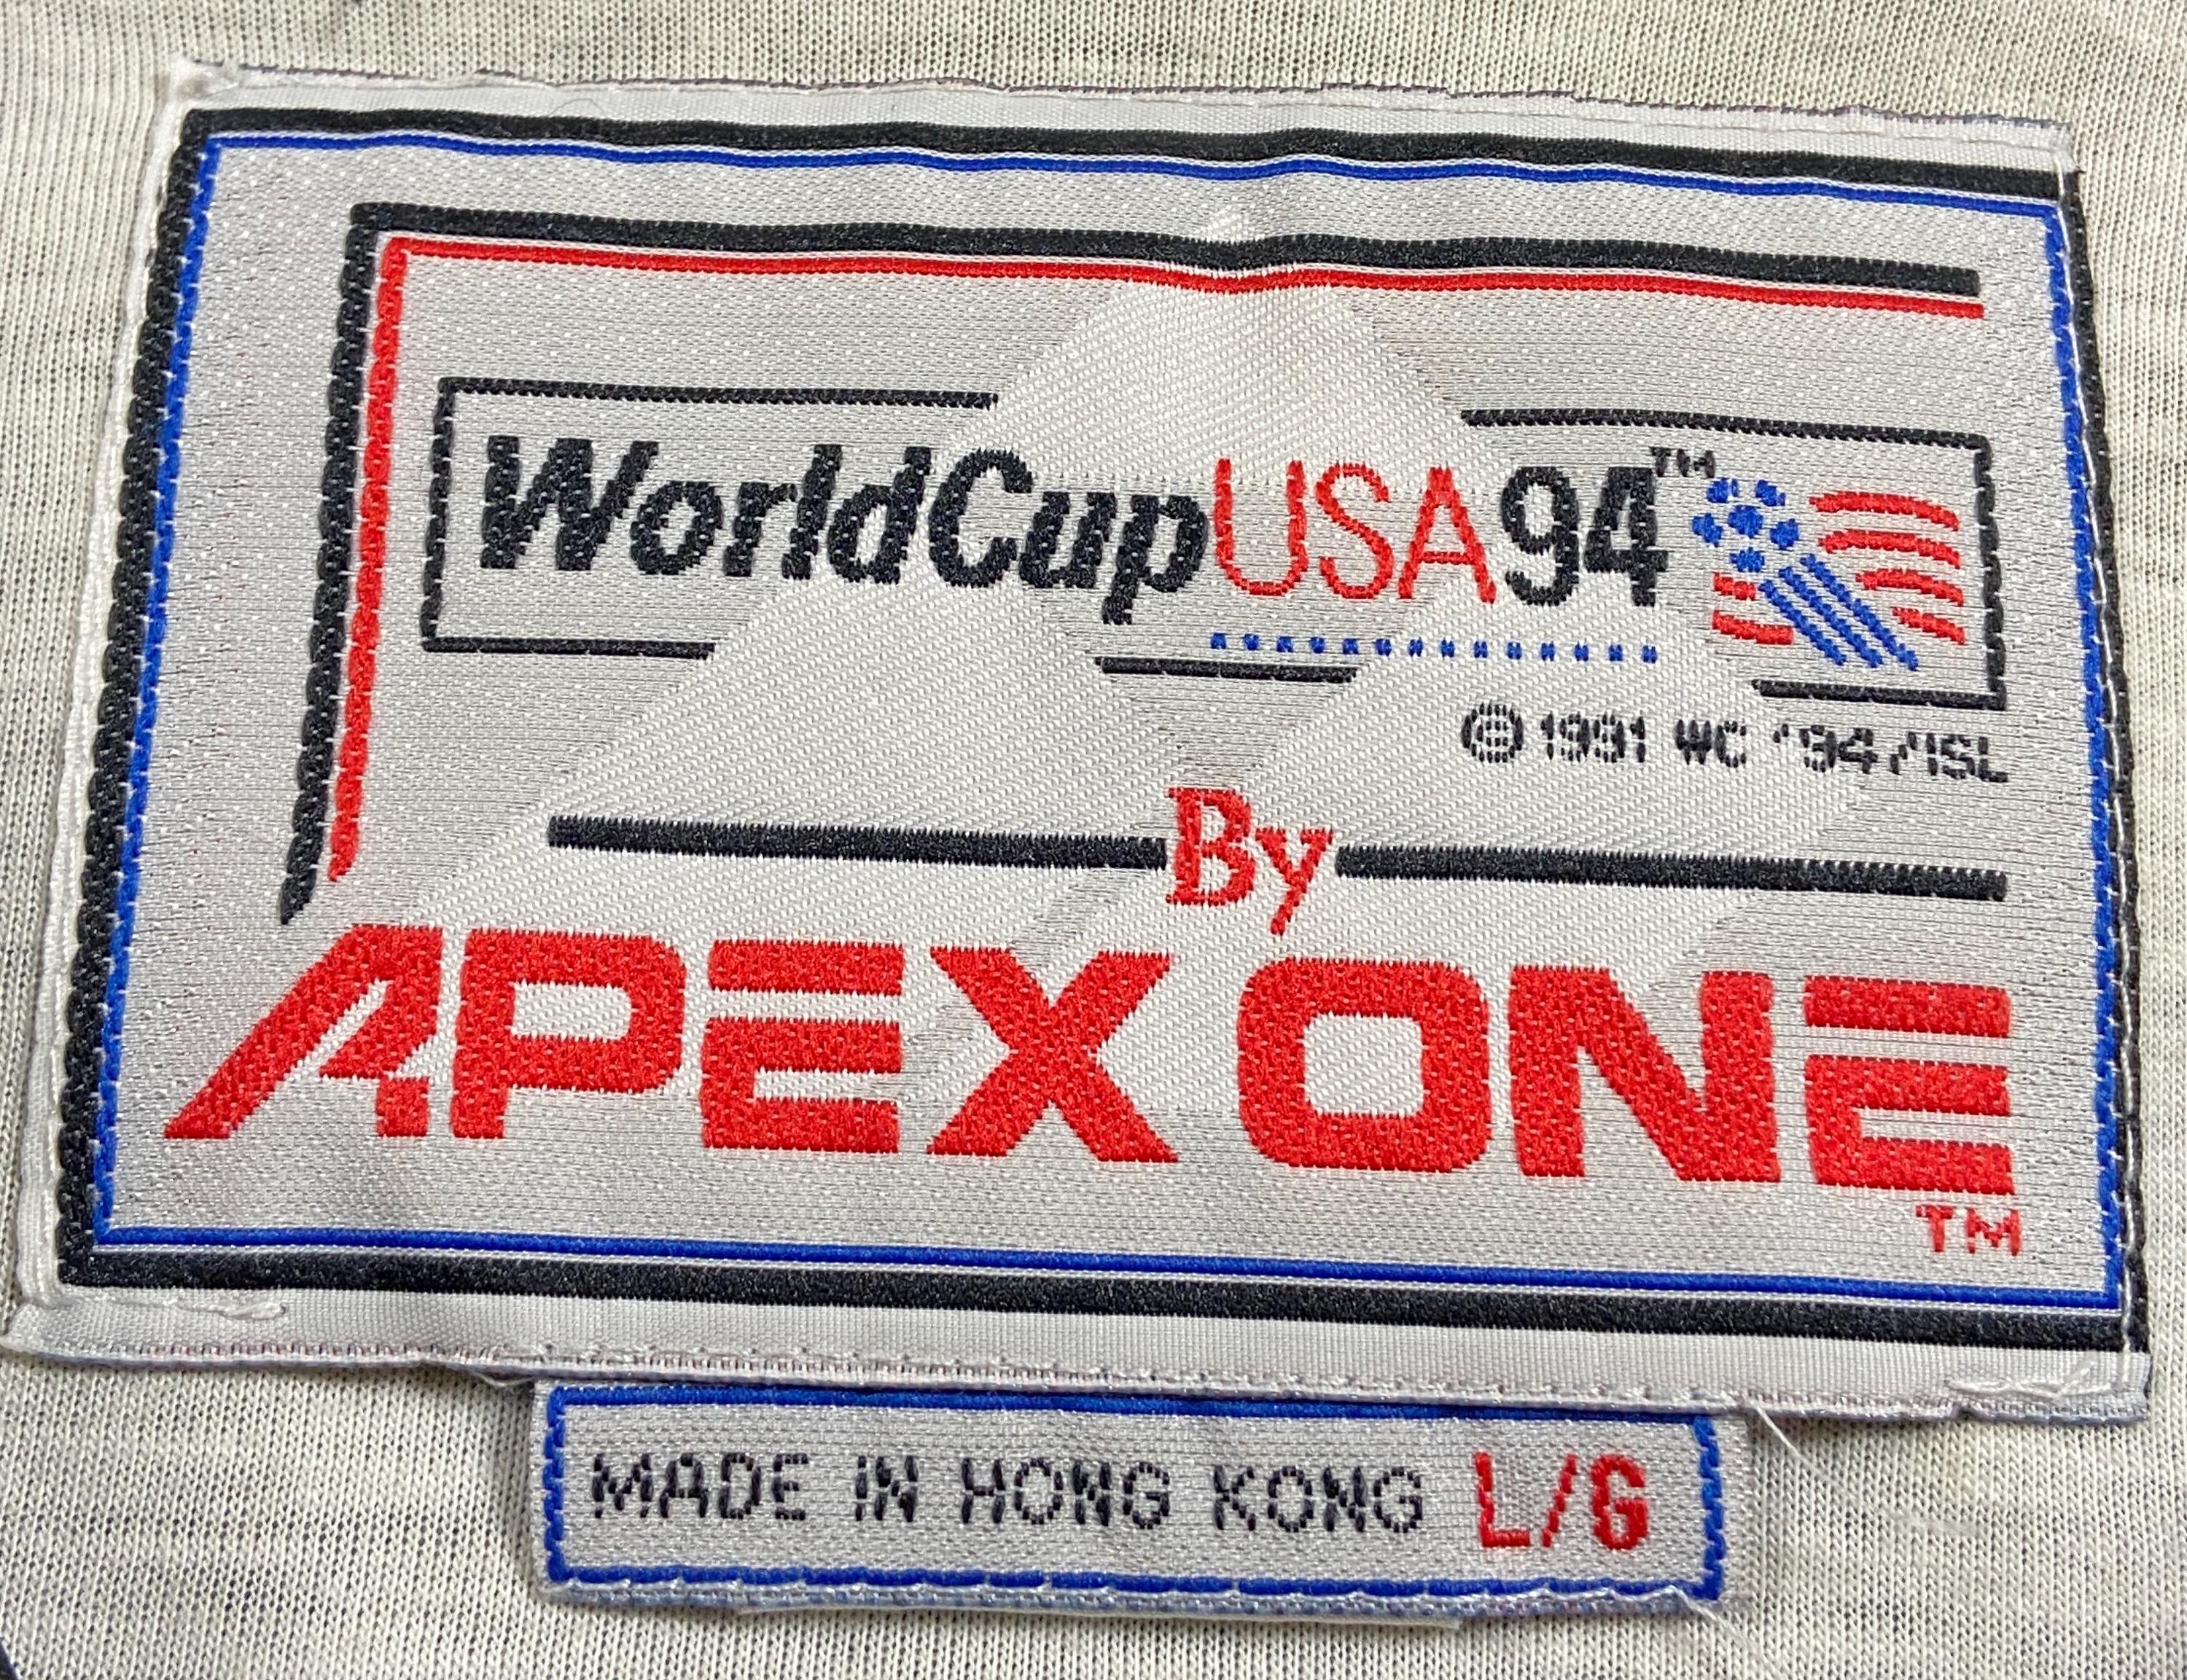 WorldCupUSA94™
© 1991 WC '94/ISL
By
APEX ONE
TM
MADE IN HONG KONG L/G